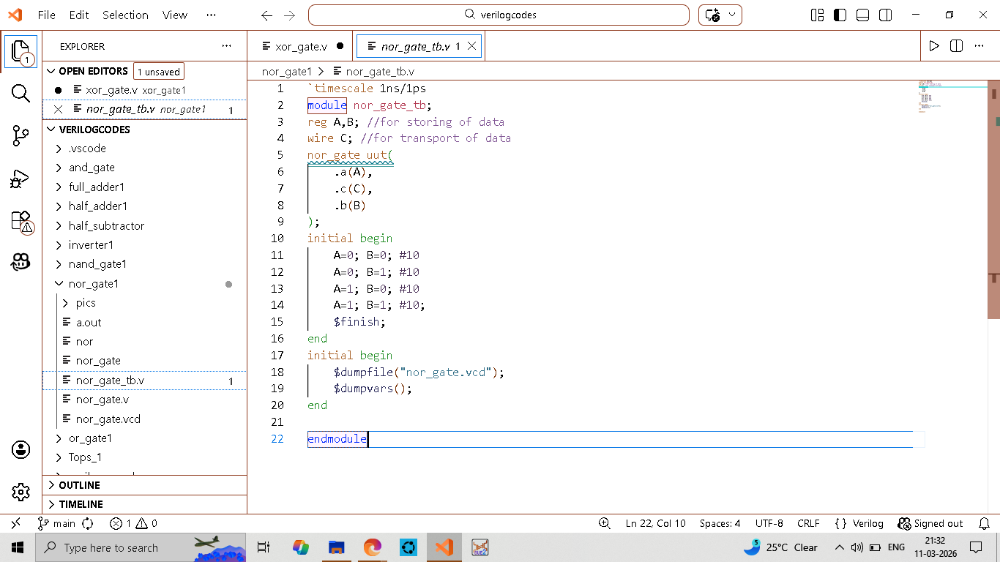 File Edit Selection View ··· verilogcodes
EXPLORER ···
OPEN EDITORS 1 unsaved
xor_gate.v xor_gate1
nor_gate_tb.v nor_gate1 1
VERILOGCODES
.vscode
and_gate
full_adder1
half_adder1
half_subtractor
inverter1
nand_gate1
nor_gate1
pics
a.out
nor
nor_gate
nor_gate_tb.v 1
nor_gate.v
nor_gate.vcd
or_gate1
Tops_1
OUTLINE
TIMELINE
xor_gate.v nor_gate_tb.v 1
nor_gate1 > nor_gate_tb.v
1 `timescale 1ns/1ps
2 module nor_gate_tb;
3 reg A,B; //for storing of data
4 wire C; //for transport of data
5 nor_gate uut(
6 .a(A),
7 .c(C),
8 .b(B)
9 );
10 initial begin
11 A=0; B=0; #10
12 A=0; B=1; #10
13 A=1; B=0; #10
14 A=1; B=1; #10;
15 $finish;
16 end
17 initial begin
18 $dumpfile("nor_gate.vcd");
19 $dumpvars();
20 end
21
22 endmodule
main 1 0 Ln 22, Col 10 Spaces: 4 UTF-8 CRLF {} Verilog Signed out
Type here to search 5 25°C Clear ENG 21:32
11-03-2026